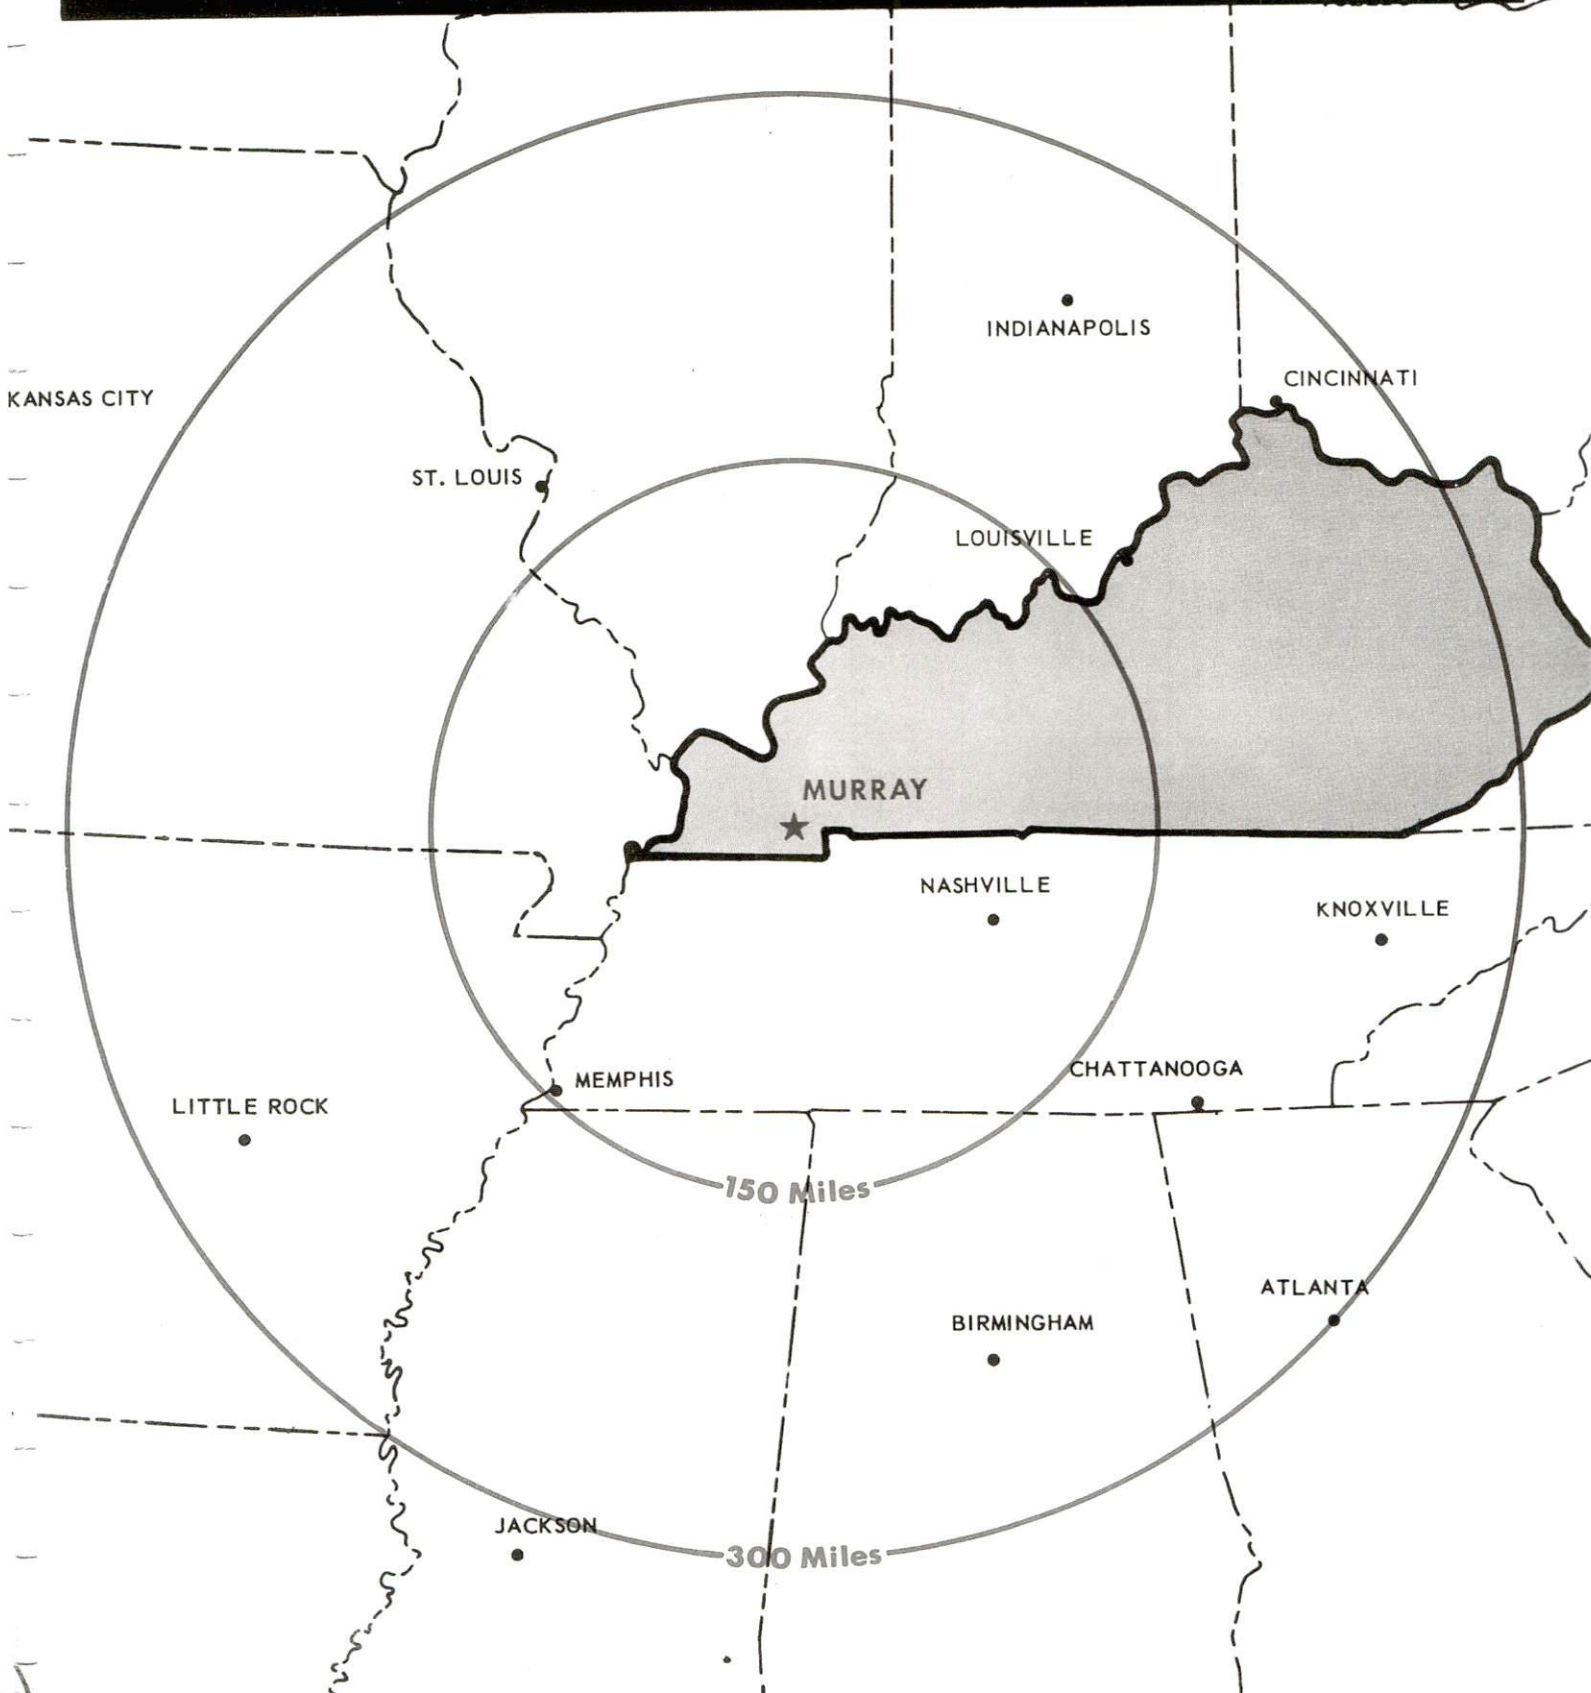 INDIANAPOLIS
CINCINNATI
KANSAS CITY
ST. LOUIS
LOUISVILLE
MURRAY
NASHVILLE
KNOXVILLE
CHATTANOOGA
MEMPHIS
LITTLE ROCK
150 Miles
ATLANTA
BIRMINGHAM
JACKSON
300 Miles